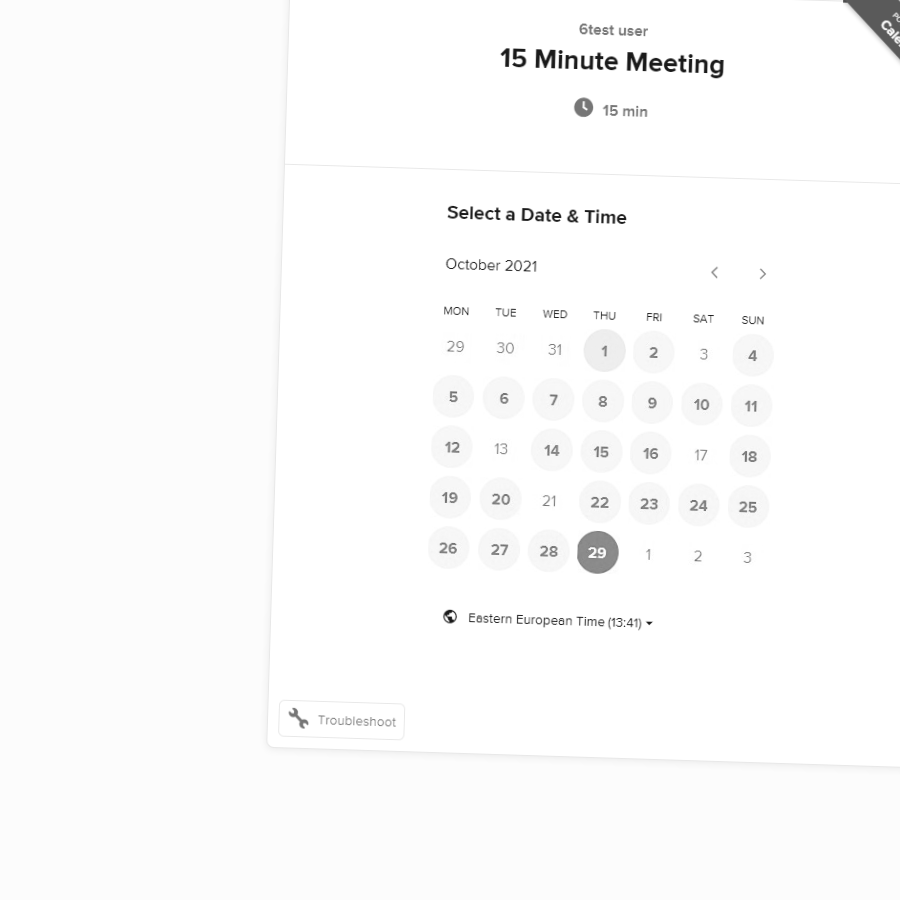 6test user
15 Minute Meeting
15 min
Select a Date & Time
October 2021
MON TUE WED THU FRI SAT SUN
29 30 31 1 2 3 4
5 6 7 8 9 10 11
12 13 14 15 16 17 18
19 20 21 22 23 24 25
26 27 28 29 1 2 3
Eastern European Time (13:41)
Troubleshoot